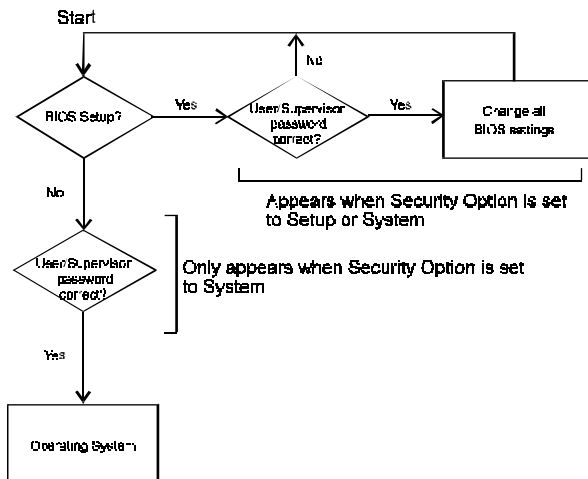 Start
No
BIOS Setup?
Yes
User/Supervisor
password
correct?
Yes
Change all
BIOS settings
No
Appears when Security Option is set
to Setup or System
User/Supervisor
password
correct?
Only appears when Security Option is set
to System
Yes
Operating System